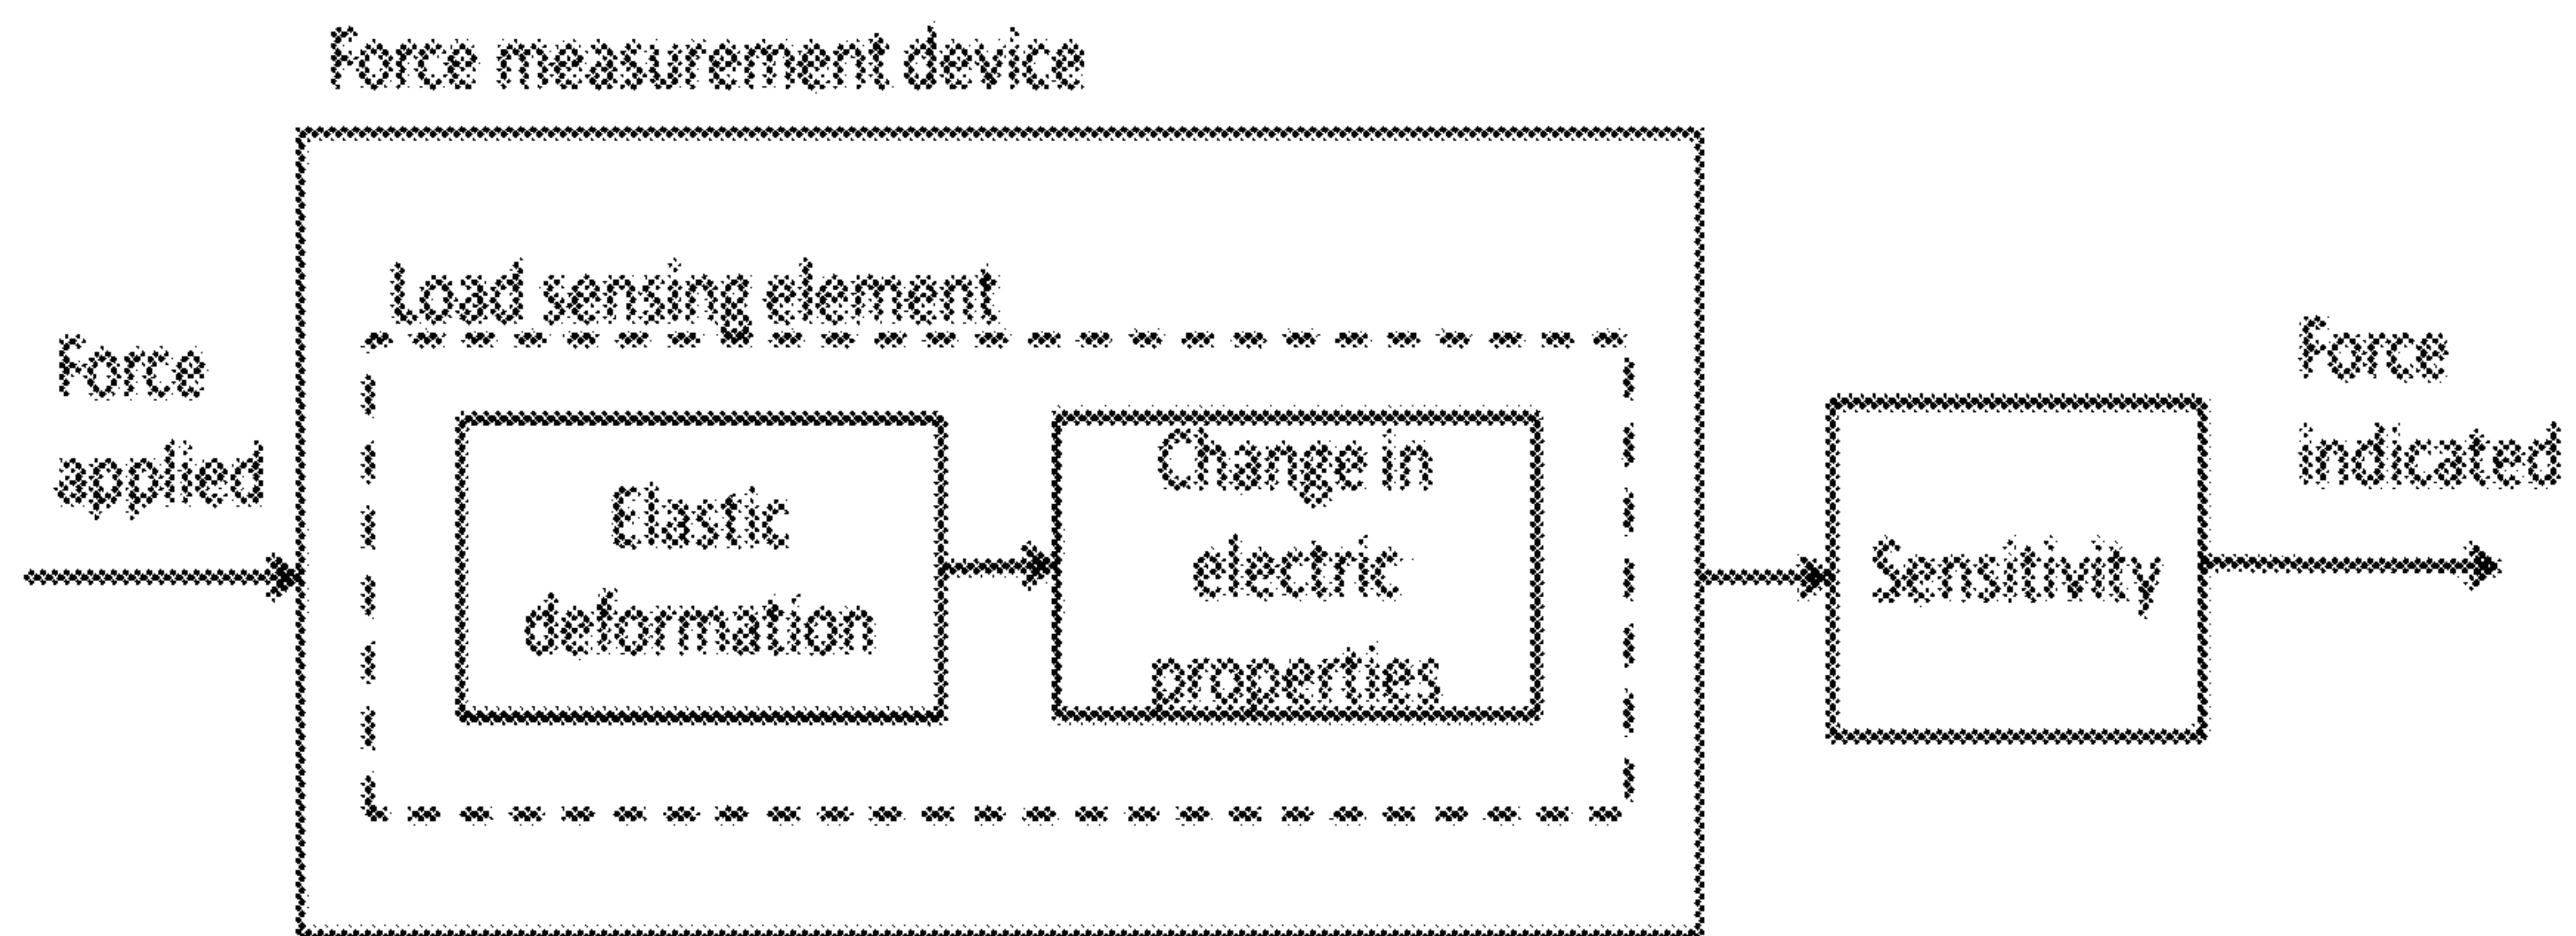 Force measurement device
Load sensing element
Force
applied
Elastic
deformation
Change in
electric
properties
Sensitivity
Force
indicated